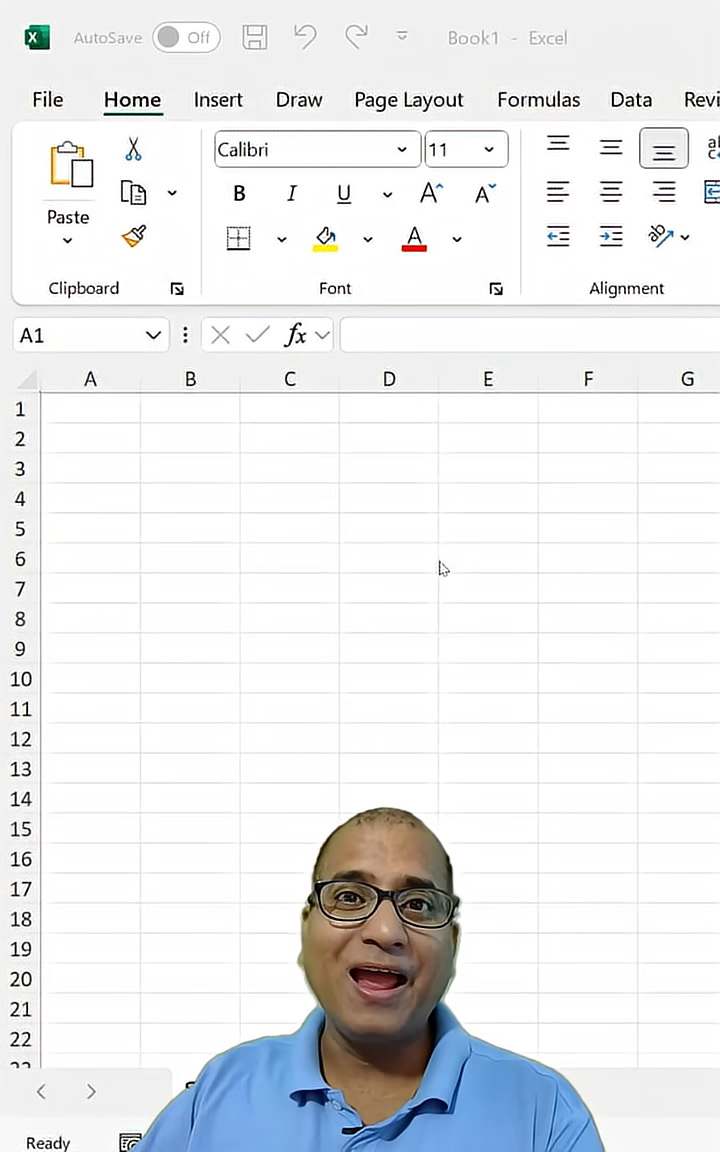 AutoSave Off Book1 - Excel
File Home Insert Draw Page Layout Formulas Data Revi
Calibri 11
B I U A A
Paste
A
Clipboard Font Alignment
A1 fx
A B C D E F G
1
2
3
4
5
6
7
8
9
10
11
12
13
14
15
16
17
18
19
20
21
22
Ready